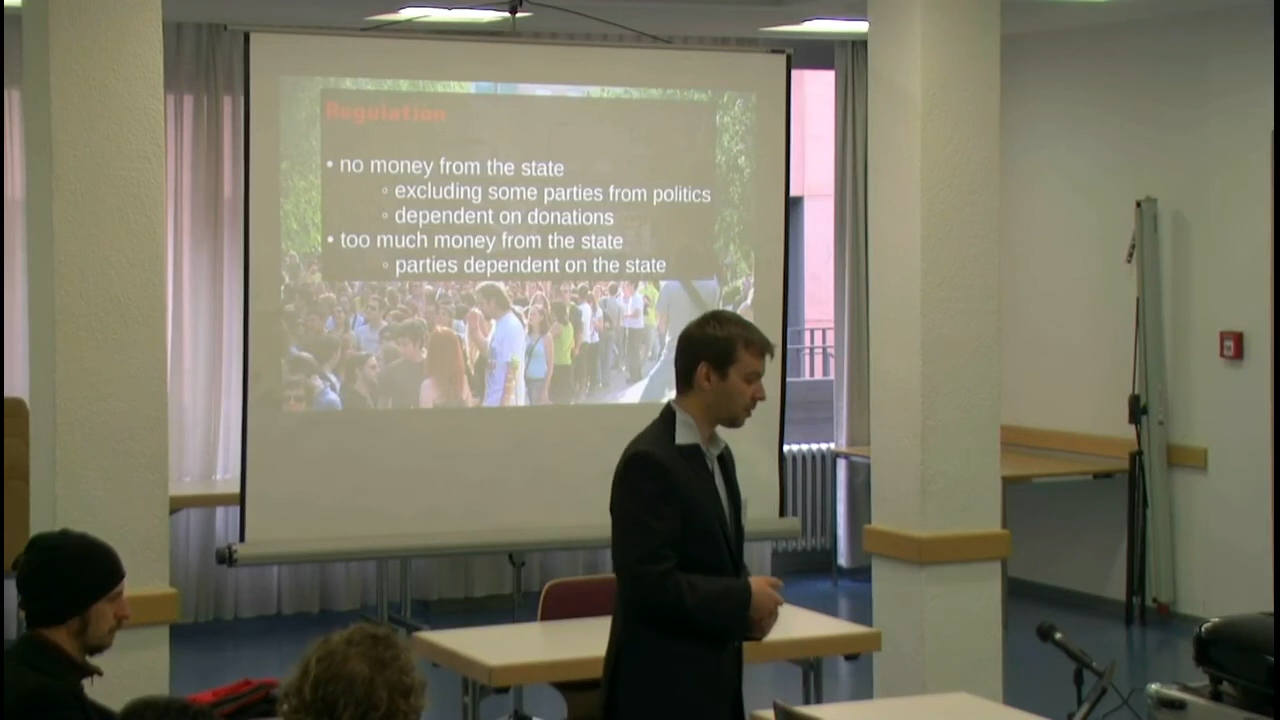 Regulation
• no money from the state
◦ excluding some parties from politics
◦ dependent on donations
• too much money from the state
◦ parties dependent on the state